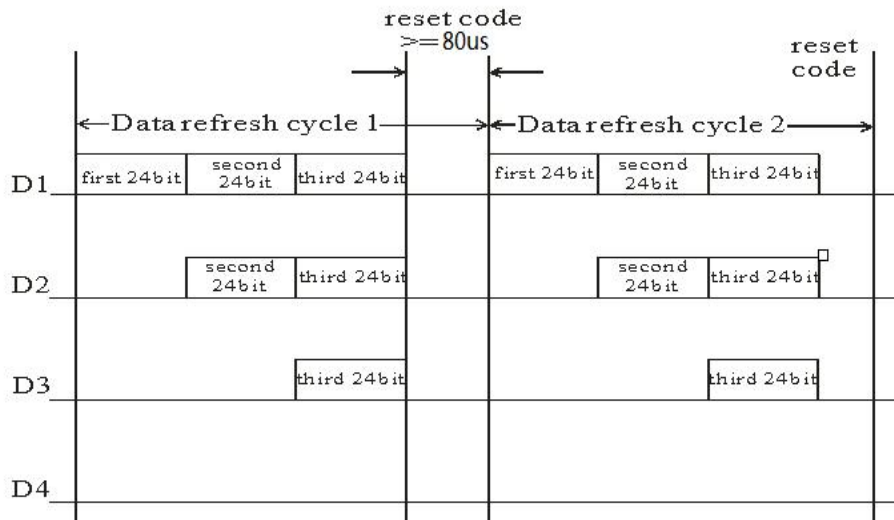 reset code
>=80us
reset
code
Data refresh cycle 1
Data refresh cycle 2
D1
first 24bit
second
24bit
third 24bit
first 24bit
second
24bit
third 24bit
D2
second
24bit
third 24bit
second
24bit
third 24bit
D3
third 24bit
third 24bit
D4